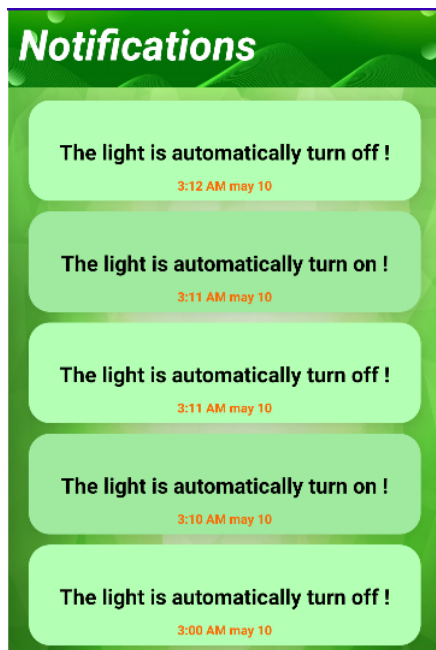 Notifications
The light is automatically turn off !
3:12 AM may 10
The light is automatically turn on !
3:11 AM may 10
The light is automatically turn off !
3:11 AM may 10
The light is automatically turn on !
3:10 AM may 10
The light is automatically turn off !
3:00 AM may 10